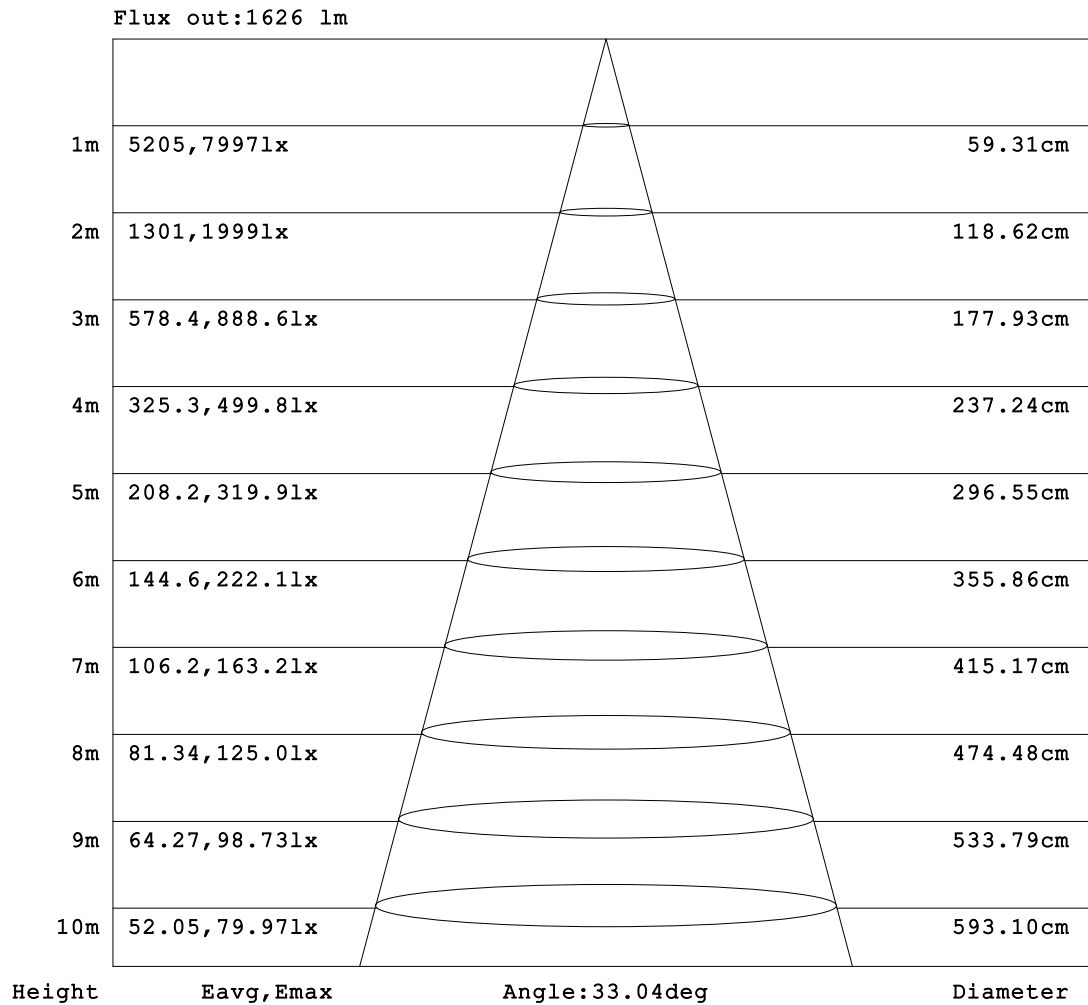 Flux out:1626 lm
1m 5205,7997lx 59.31cm
2m 1301,1999lx 118.62cm
3m 578.4,888.6lx 177.93cm
4m 325.3,499.8lx 237.24cm
5m 208.2,319.9lx 296.55cm
6m 144.6,222.1lx 355.86cm
7m 106.2,163.2lx 415.17cm
8m 81.34,125.0lx 474.48cm
9m 64.27,98.73lx 533.79cm
10m 52.05,79.97lx 593.10cm
Height Eavg,Emax Angle:33.04deg Diameter